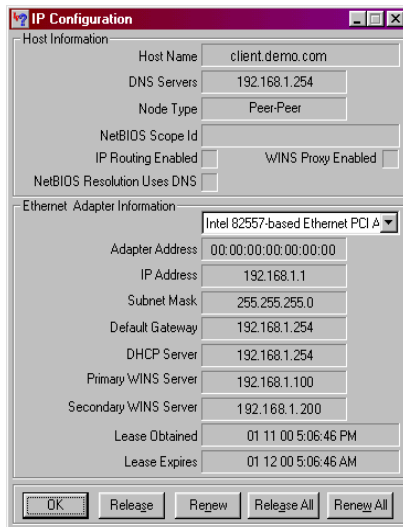 IP Configuration
Host Information
Host Name client.demo.com
DNS Servers 192.168.1.254
Node Type Peer-Peer
NetBIOS Scope Id
IP Routing Enabled WINS Proxy Enabled
NetBIOS Resolution Uses DNS
Ethernet Adapter Information
Intel 82557-based Ethernet PCI A
Adapter Address 00:00:00:00:00:00:00
IP Address 192.168.1.1
Subnet Mask 255.255.255.0
Default Gateway 192.168.1.254
DHCP Server 192.168.1.254
Primary WINS Server 192.168.1.100
Secondary WINS Server 192.168.1.200
Lease Obtained 01 11 00 5:06:46 PM
Lease Expires 01 12 00 5:06:46 AM
OK Release Renew Release All Renew All